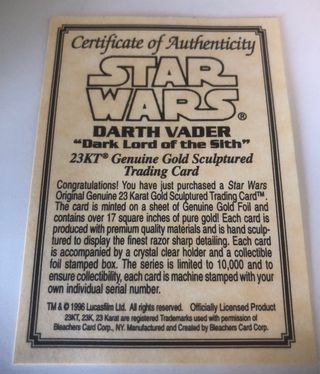 Certificate of Authenticity
STAR
WARS®
DARTH VADER
"Dark Lord of the Sith"
23KT® Genuine Gold Sculptured
Trading Card
Congratulations! You have just purchased a Star Wars
Original Genuine 23 Karat Gold Sculptured Trading Card™
The card is minted on a sheet of Genuine Gold Foil and
contains over 17 square inches of pure gold! Each card is
produced with premium quality materials and is hand sculp-
tured to display the finest razor sharp detailing. Each card
is accompanied by a crystal clear holder and a collectible
foil stamped box. The series is limited to 10,000 and to
ensure collectibility, each card is machine stamped with your
own individual serial number.
TM & © 1996 Lucasfilm Ltd. All rights reserved. Officially Licensed Product
23KT, 23K, 23 Karat are registered Trademarks used with permission of
Bleachers Card Corp., NY. Manufactured and Created by Bleachers Card Corp.